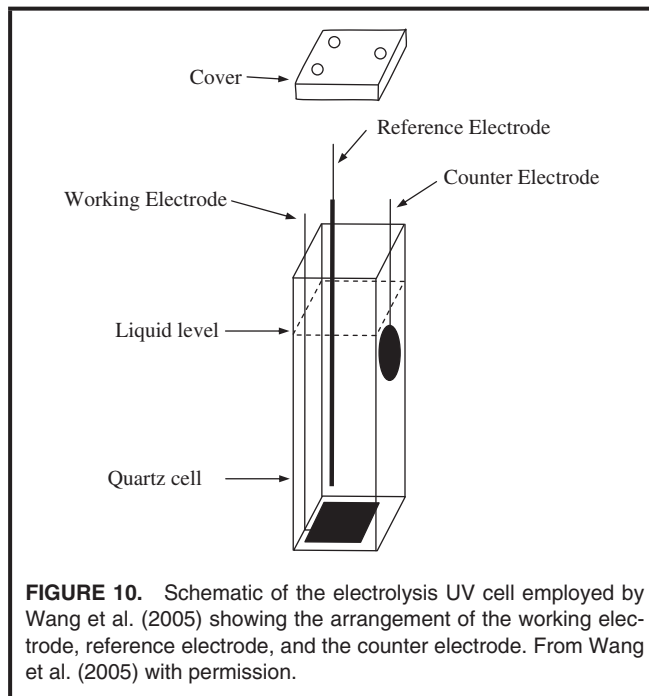 Cover
Reference Electrode
Counter Electrode
Working Electrode
Liquid level
Quartz cell
FIGURE 10. Schematic of the electrolysis UV cell employed by
Wang et al. (2005) showing the arrangement of the working elec-
trode, reference electrode, and the counter electrode. From Wang
et al. (2005) with permission.